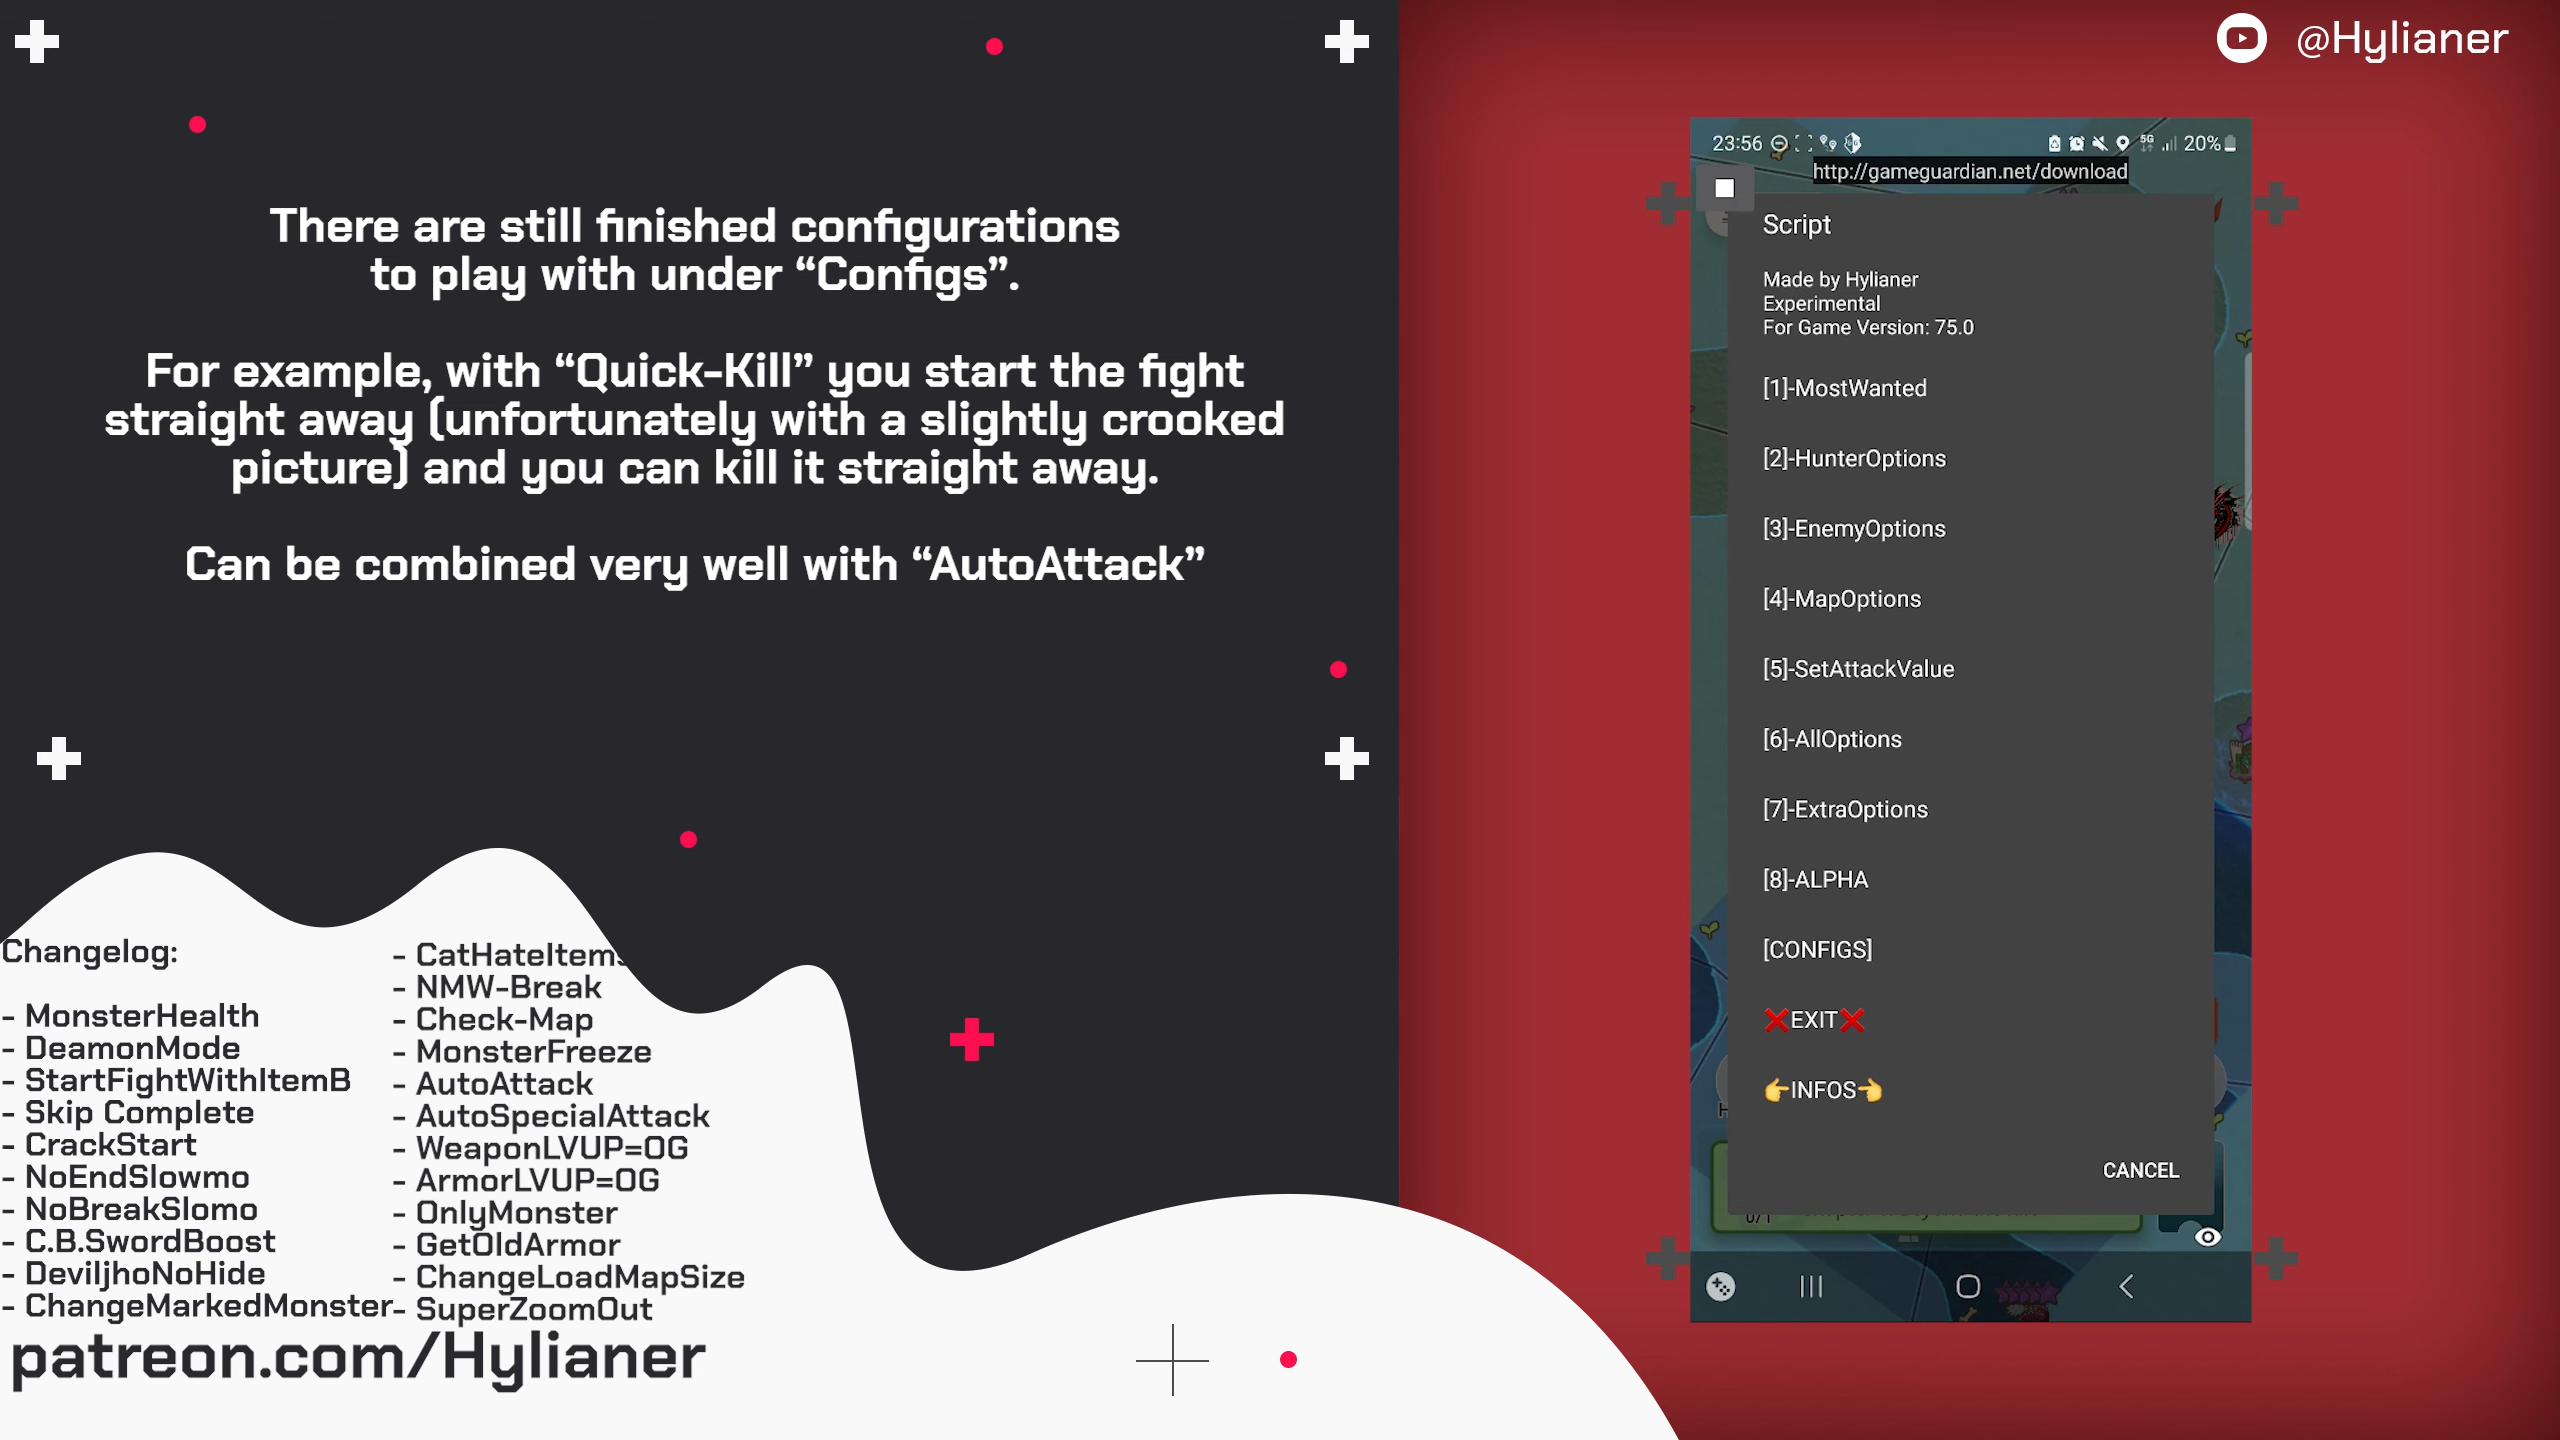 @Hylianer
There are still finished configurations
to play with under “Configs”.
For example, with “Quick-Kill” you start the fight
straight away (unfortunately with a slightly crooked
picture) and you can kill it straight away.
Can be combined very well with “AutoAttack”
Changelog:
- MonsterHealth
- DeamonMode
- StartFightWithItemB
- Skip Complete
- CrackStart
- NoEndSlowmo
- NoBreakSlomo
- C.B.SwordBoost
- DeviljhoNoHide
- ChangeMarkedMonster
- CatHateItems
- NMW-Break
- Check-Map
- MonsterFreeze
- AutoAttack
- AutoSpecialAttack
- WeaponLVUP=OG
- ArmorLVUP=OG
- OnlyMonster
- GetOldArmor
- ChangeLoadMapSize
- SuperZoomOut
patreon.com/Hylianer
23:56
5G
20%
http://gameguardian.net/download
Script
Made by Hylianer
Experimental
For Game Version: 75.0
[1]-MostWanted
[2]-HunterOptions
[3]-EnemyOptions
[4]-MapOptions
[5]-SetAttackValue
[6]-AllOptions
[7]-ExtraOptions
[8]-ALPHA
[CONFIGS]
❌EXIT❌
👉INFOS👈
CANCEL
0/1